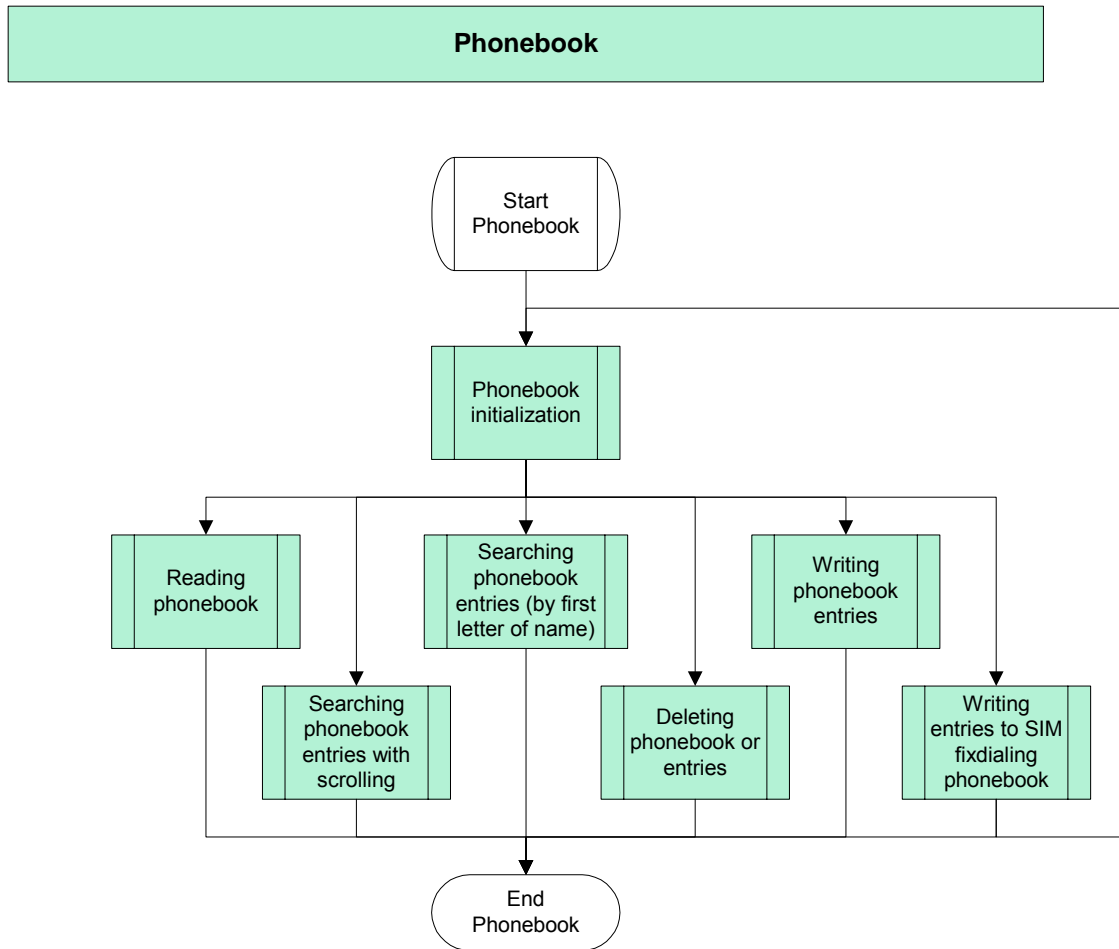 Phonebook
Start
Phonebook
Phonebook
initialization
Reading
phonebook
Searching
phonebook
entries (by first
letter of name)
Writing
phonebook
entries
Searching
phonebook
entries with
scrolling
Deleting
phonebook or
entries
Writing
entries to SIM
fixdialing
phonebook
End
Phonebook